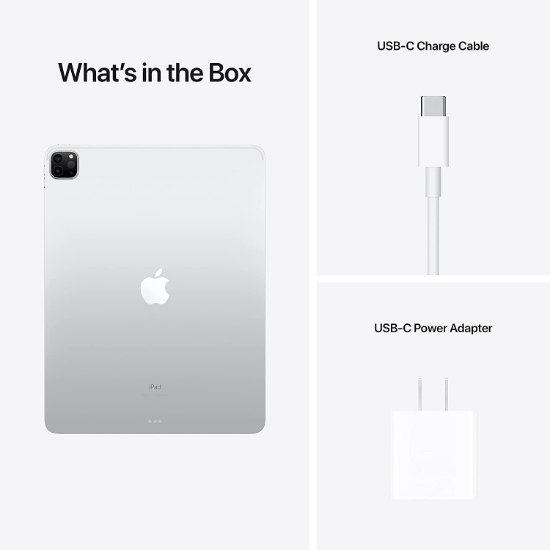 What's in the Box
iPad
USB-C Charge Cable
USB-C Power Adapter